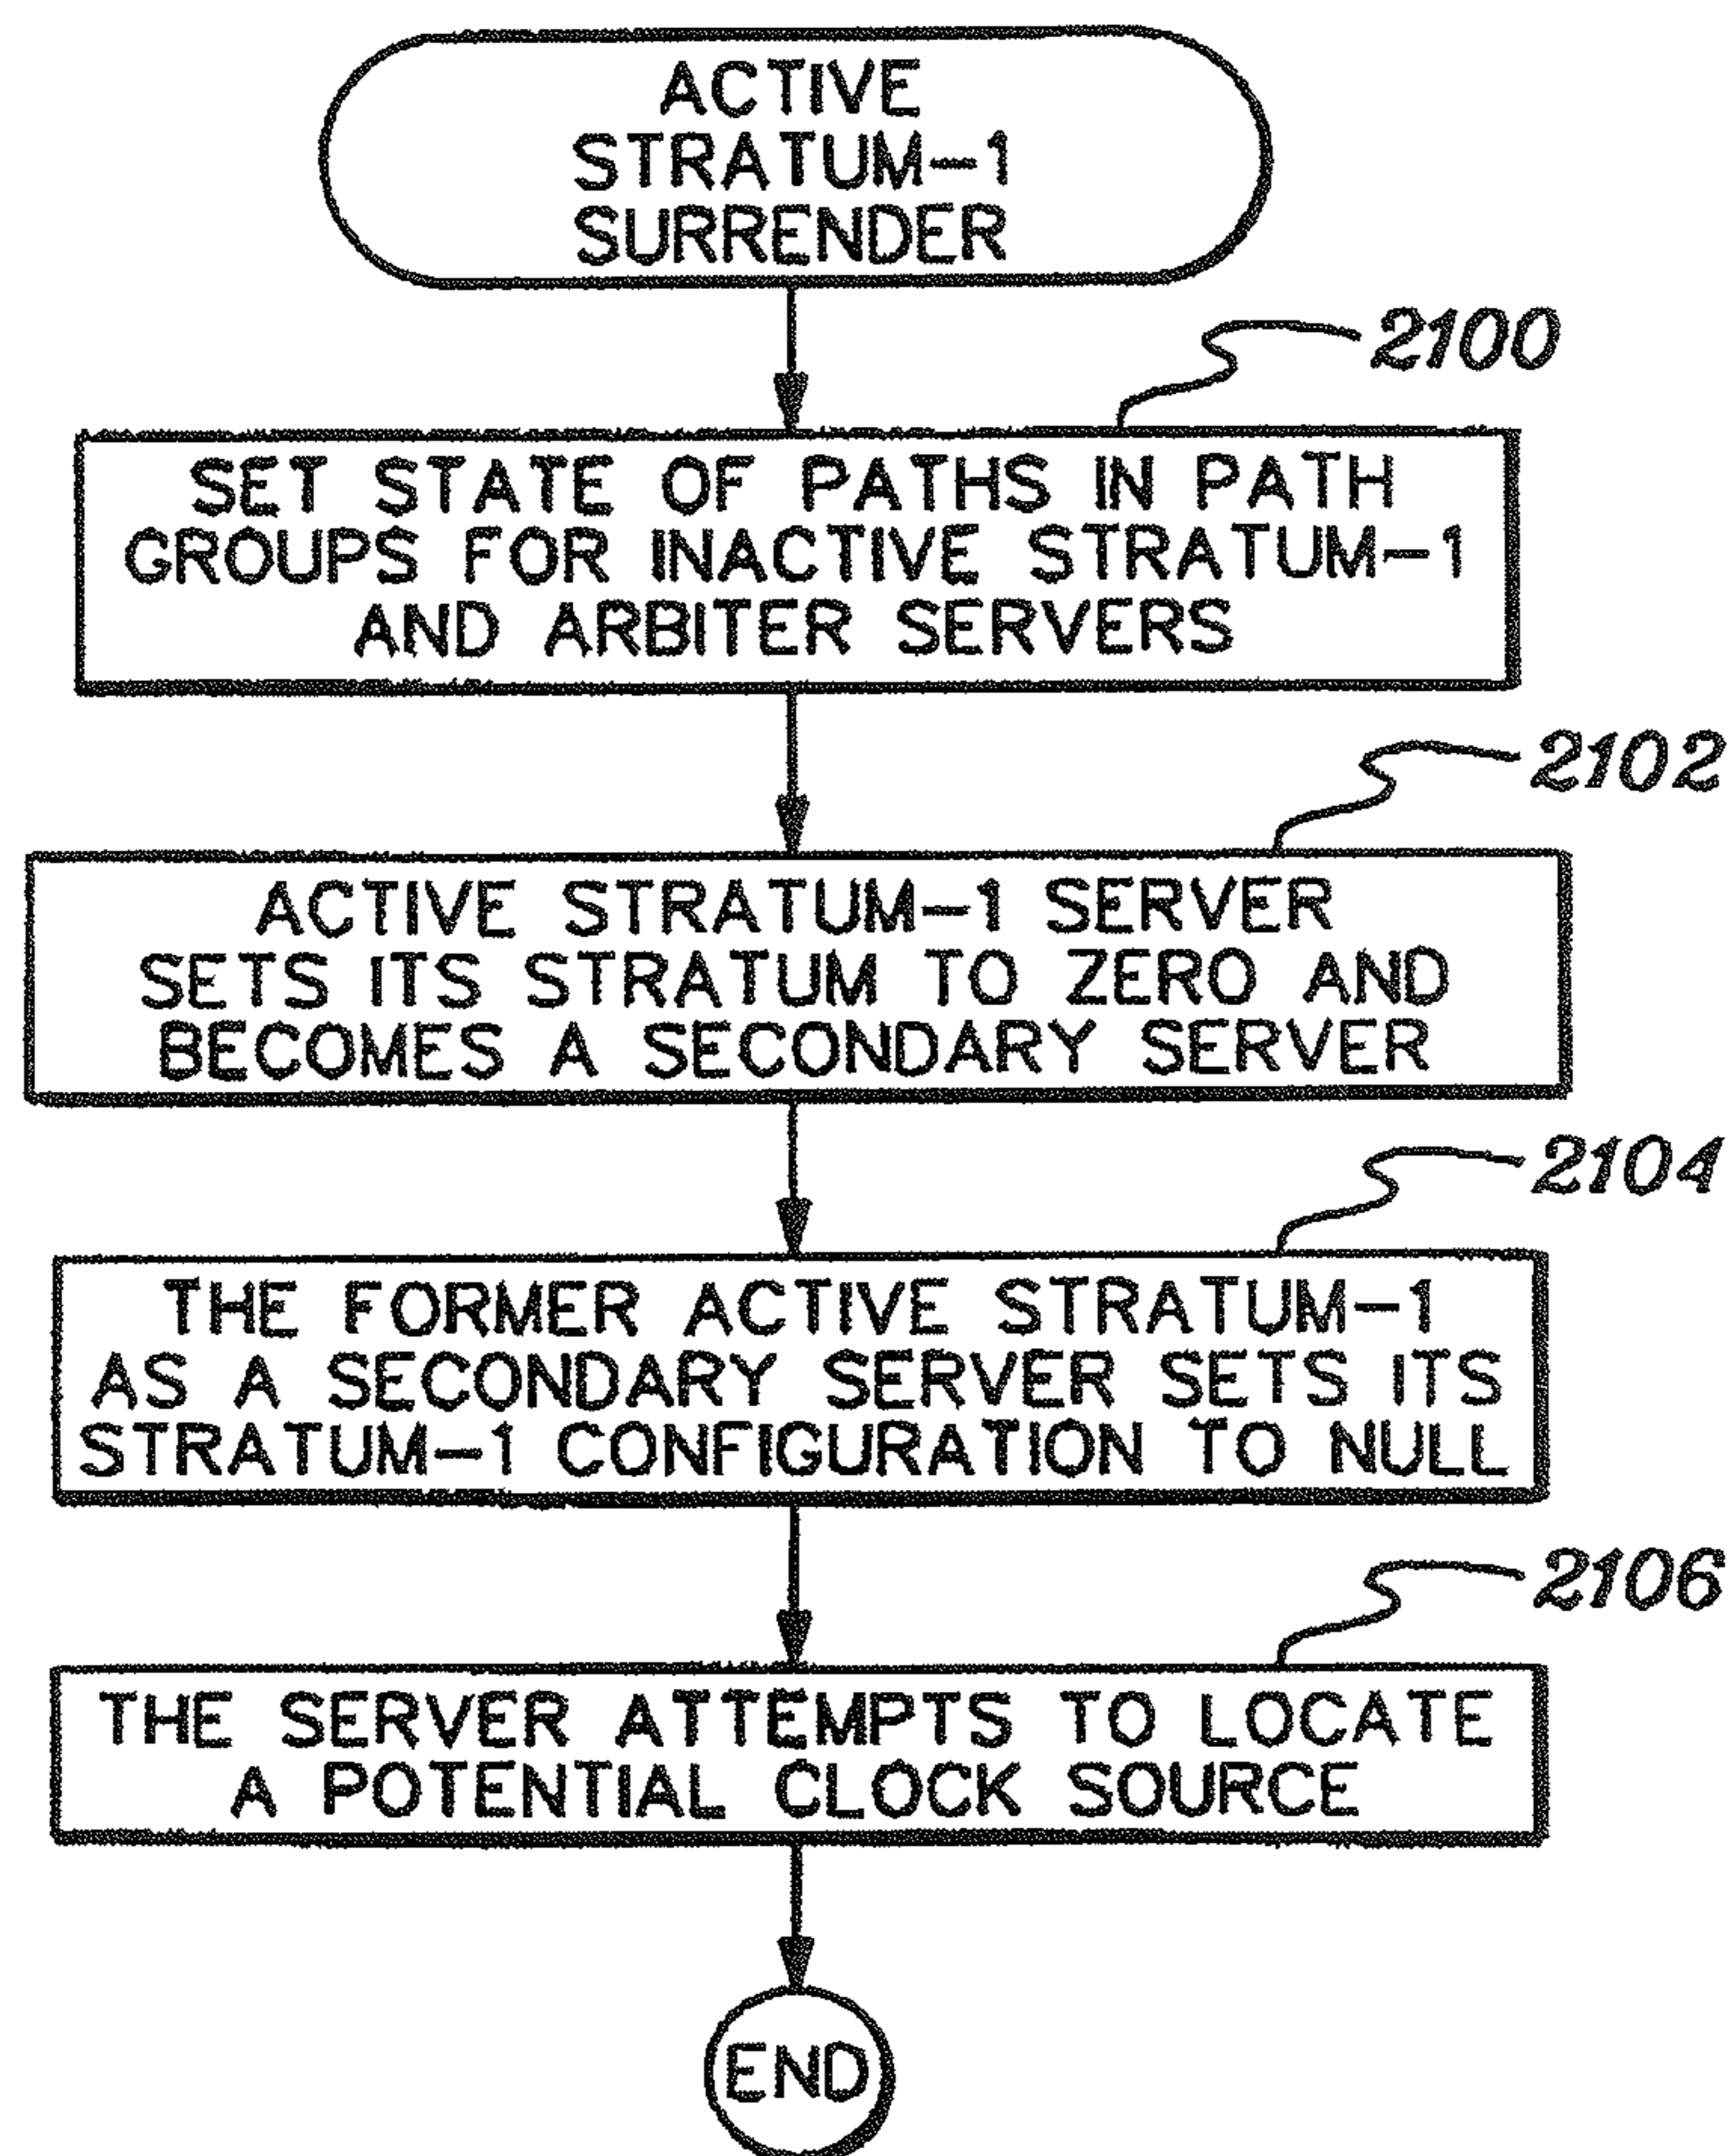 ACTIVE
STRATUM-1
SURRENDER
2100
SET STATE OF PATHS IN PATH
GROUPS FOR INACTIVE STRATUM-1
AND ARBITER SERVERS
2102
ACTIVE STRATUM-1 SERVER
SETS ITS STRATUM TO ZERO AND
BECOMES A SECONDARY SERVER
2104
THE FORMER ACTIVE STRATUM-1
AS A SECONDARY SERVER SETS ITS
STRATUM-1 CONFIGURATION TO NULL
2106
THE SERVER ATTEMPTS TO LOCATE
A POTENTIAL CLOCK SOURCE
END